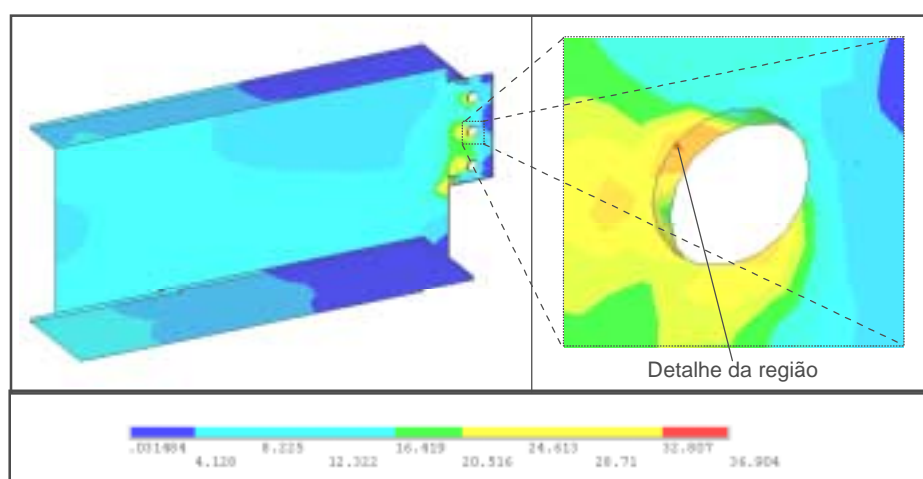 Detalhe da região
.031484 8.225 16.419 24.613 32.807
4.128 12.322 20.516 28.71 36.904